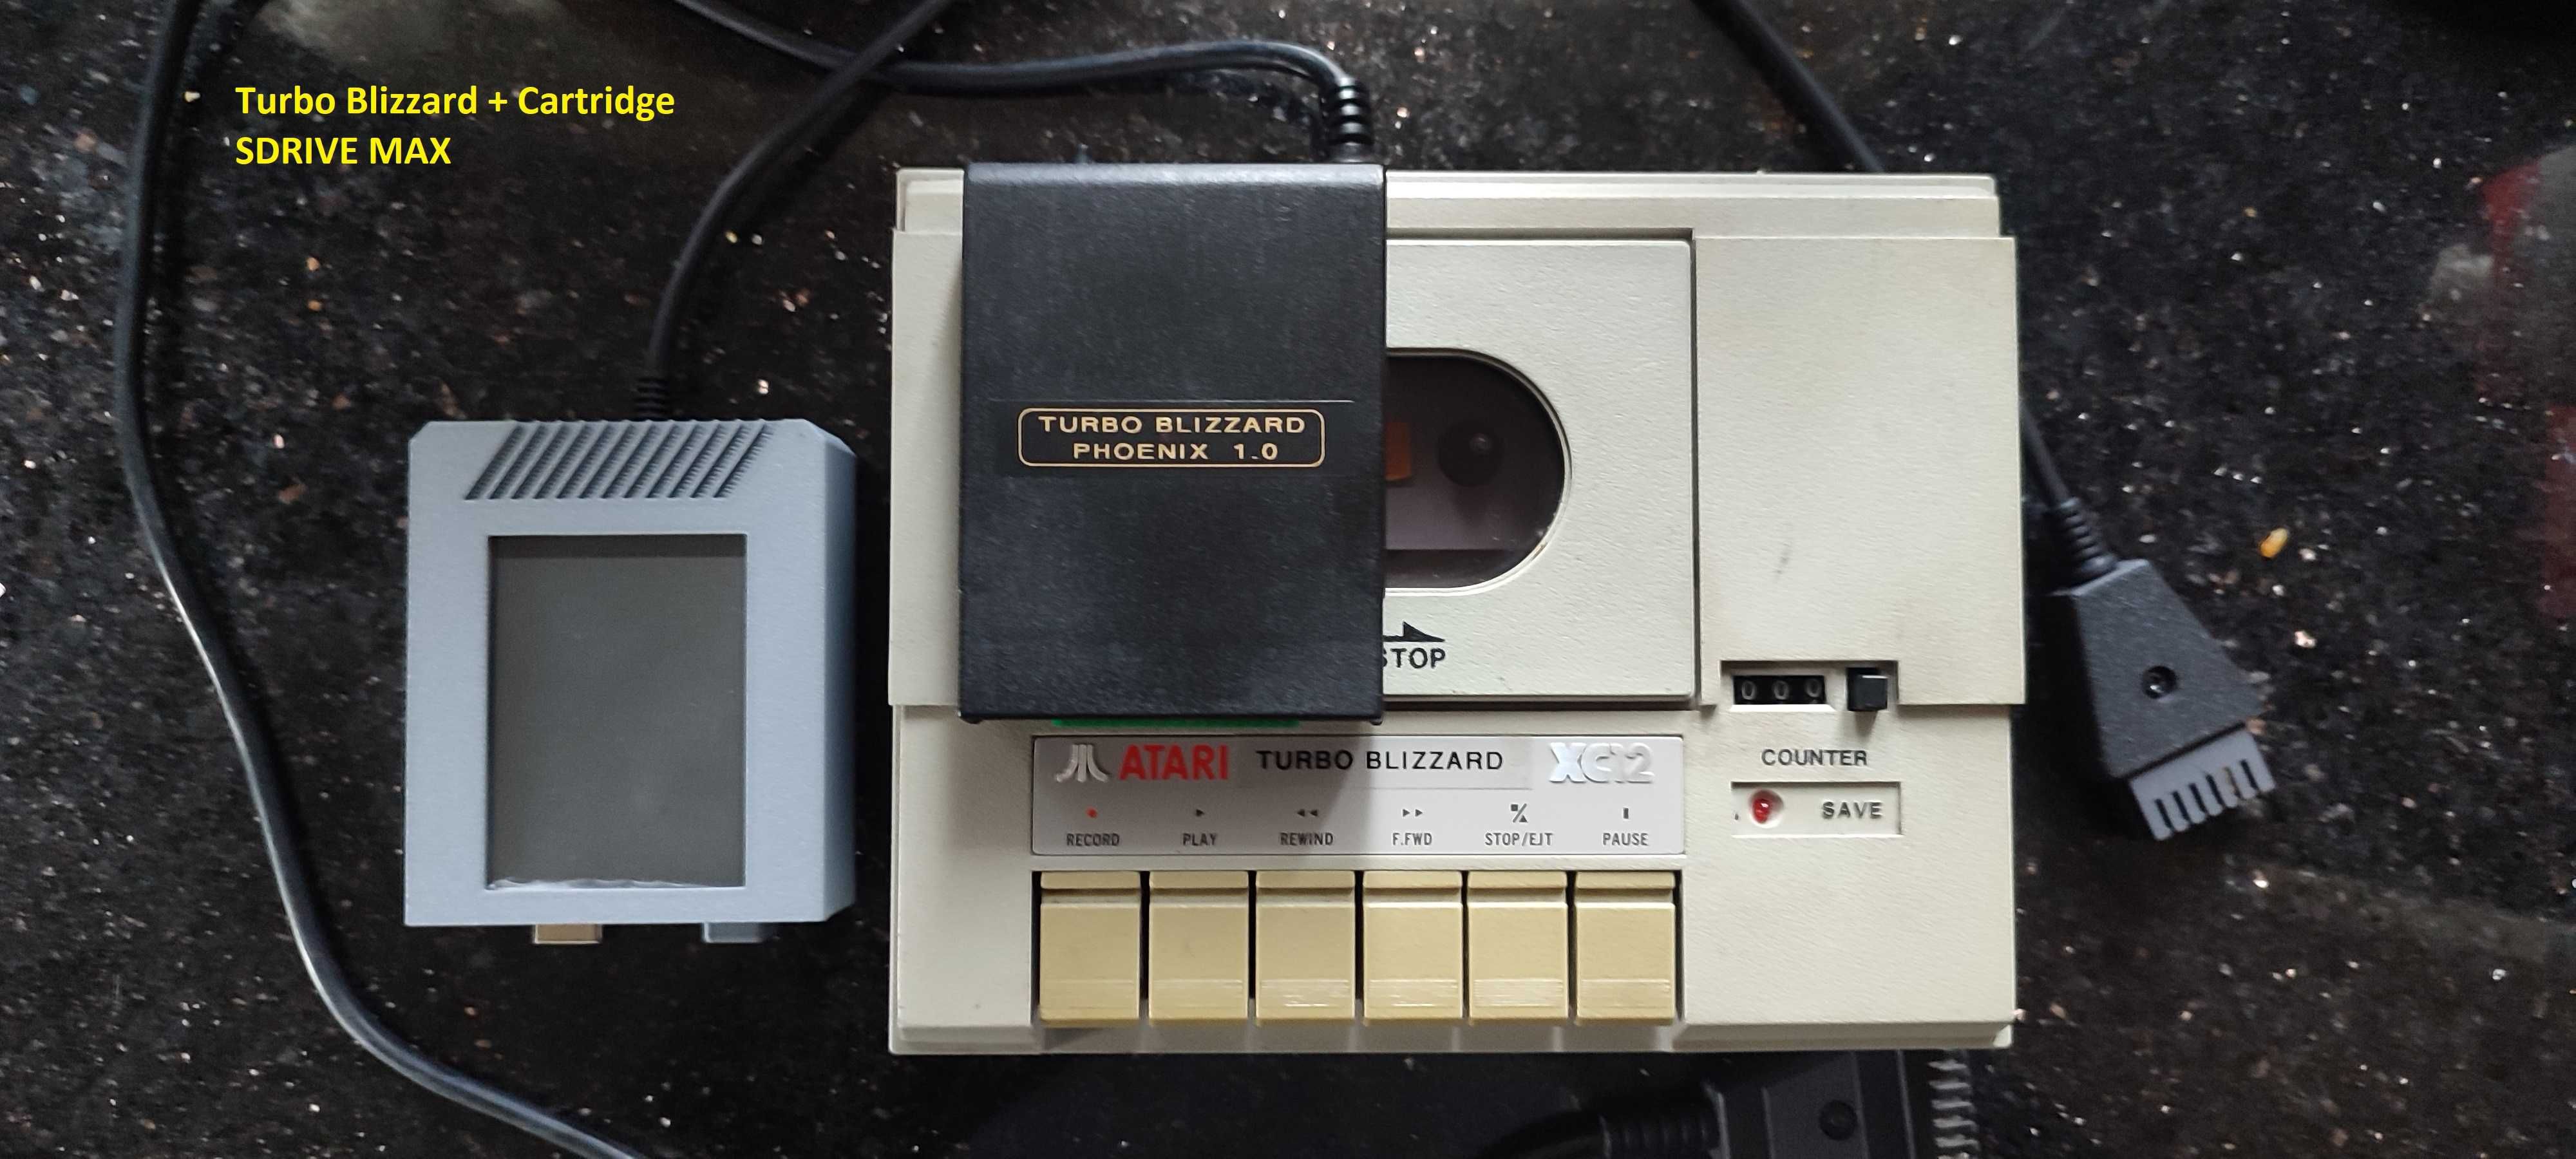 Turbo Blizzard + Cartridge
SDRIVE MAX
TURBO BLIZZARD
PHOENIX 1.0
STOP
000
ATARI TURBO BLIZZARD XC12
COUNTER
SAVE
RECORD PLAY REWIND F.FWD STOP/EJT PAUSE